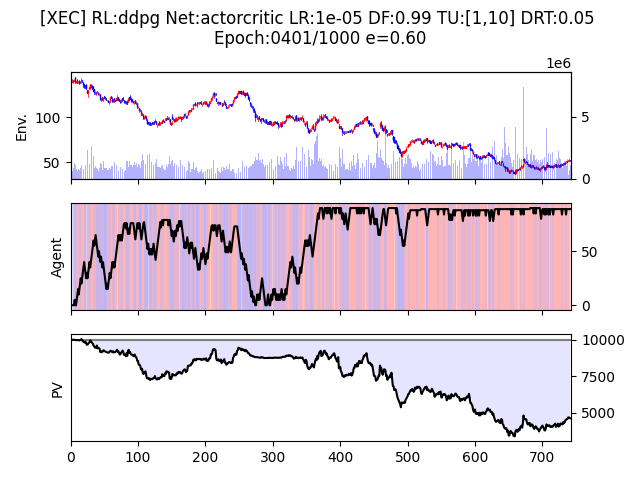 [XEC] RL:ddpg Net:actorcritic LR:1e-05 DF:0.99 TU:[1,10] DRT:0.05
Epoch:0401/1000 e=0.60
1e6
Env.
100
50
5
0
Agent
50
0
PV
10000
7500
5000
0 100 200 300 400 500 600 700